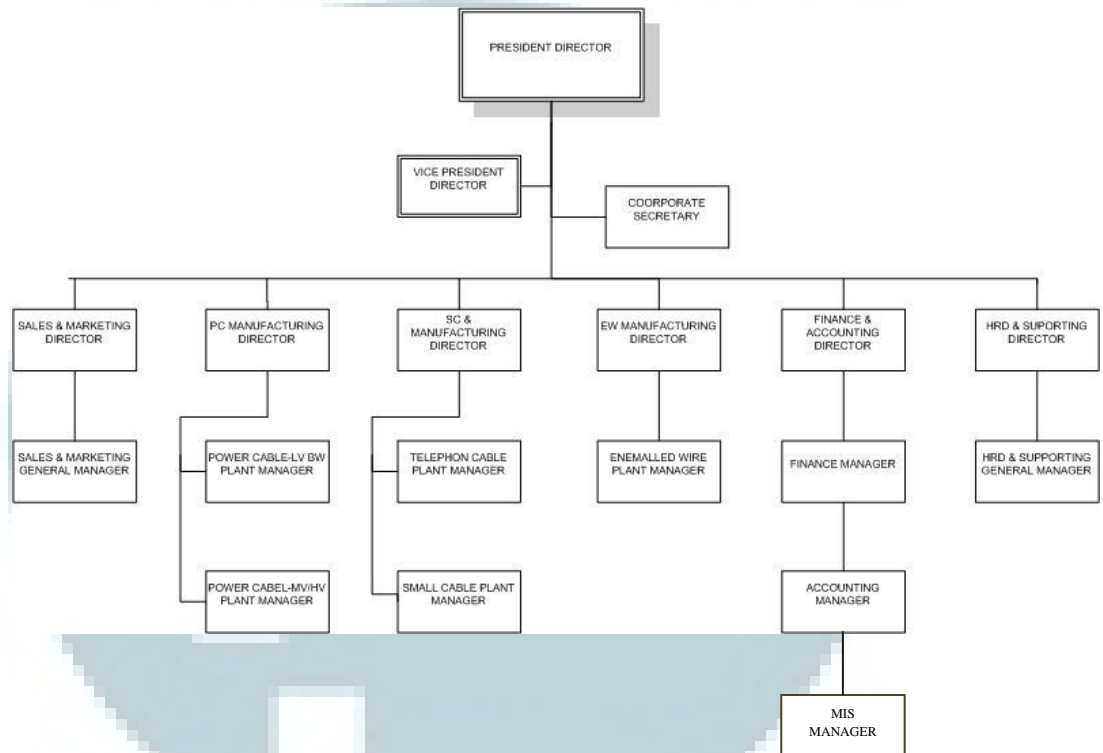 PRESIDENT DIRECTOR
VICE PRESIDENT
DIRECTOR
COORPORATE
SECRETARY
SALES & MARKETING
DIRECTOR
PC MANUFACTURING
DIRECTOR
SC &
MANUFACTURING
DIRECTOR
EW MANUFACTURING
DIRECTOR
FINANCE &
ACCOUNTING
DIRECTOR
HRD & SUPORTING
DIRECTOR
SALES & MARKETING
GENERAL MANAGER
POWER CABLE-LV BW
PLANT MANAGER
TELEPHON CABLE
PLANT MANAGER
ENEMALLED WIRE
PLANT MANAGER
FINANCE MANAGER
HRD & SUPPORTING
GENERAL MANAGER
POWER CABEL-MV/HV
PLANT MANAGER
SMALL CABLE PLANT
MANAGER
ACCOUNTING
MANAGER
MIS
MANAGER